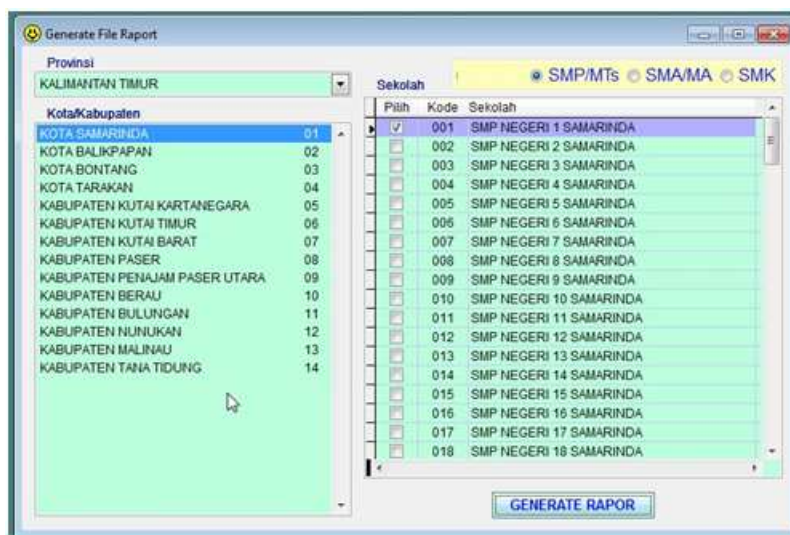 Generate File Raport
Provinsi
KALIMANTAN TIMUR
Kota/Kabupaten
KOTA SAMARINDA 01
KOTA BALIKPAPAN 02
KOTA BONTANG 03
KOTA TARAKAN 04
KABUPATEN KUTAI KARTANEGARA 05
KABUPATEN KUTAI TIMUR 06
KABUPATEN KUTAI BARAT 07
KABUPATEN PASER 08
KABUPATEN PENAJAM PASER UTARA 09
KABUPATEN BERAU 10
KABUPATEN BULUNGAN 11
KABUPATEN NUNUKAN 12
KABUPATEN MALINAU 13
KABUPATEN TANA TIDUNG 14
SMP/MTs SMA/MA SMK
Sekolah
Pilih Kode Sekolah
001 SMP NEGERI 1 SAMARINDA
002 SMP NEGERI 2 SAMARINDA
003 SMP NEGERI 3 SAMARINDA
004 SMP NEGERI 4 SAMARINDA
005 SMP NEGERI 5 SAMARINDA
006 SMP NEGERI 6 SAMARINDA
007 SMP NEGERI 7 SAMARINDA
008 SMP NEGERI 8 SAMARINDA
009 SMP NEGERI 9 SAMARINDA
010 SMP NEGERI 10 SAMARINDA
011 SMP NEGERI 11 SAMARINDA
012 SMP NEGERI 12 SAMARINDA
013 SMP NEGERI 13 SAMARINDA
014 SMP NEGERI 14 SAMARINDA
015 SMP NEGERI 15 SAMARINDA
016 SMP NEGERI 16 SAMARINDA
017 SMP NEGERI 17 SAMARINDA
018 SMP NEGERI 18 SAMARINDA
GENERATE RAPOR